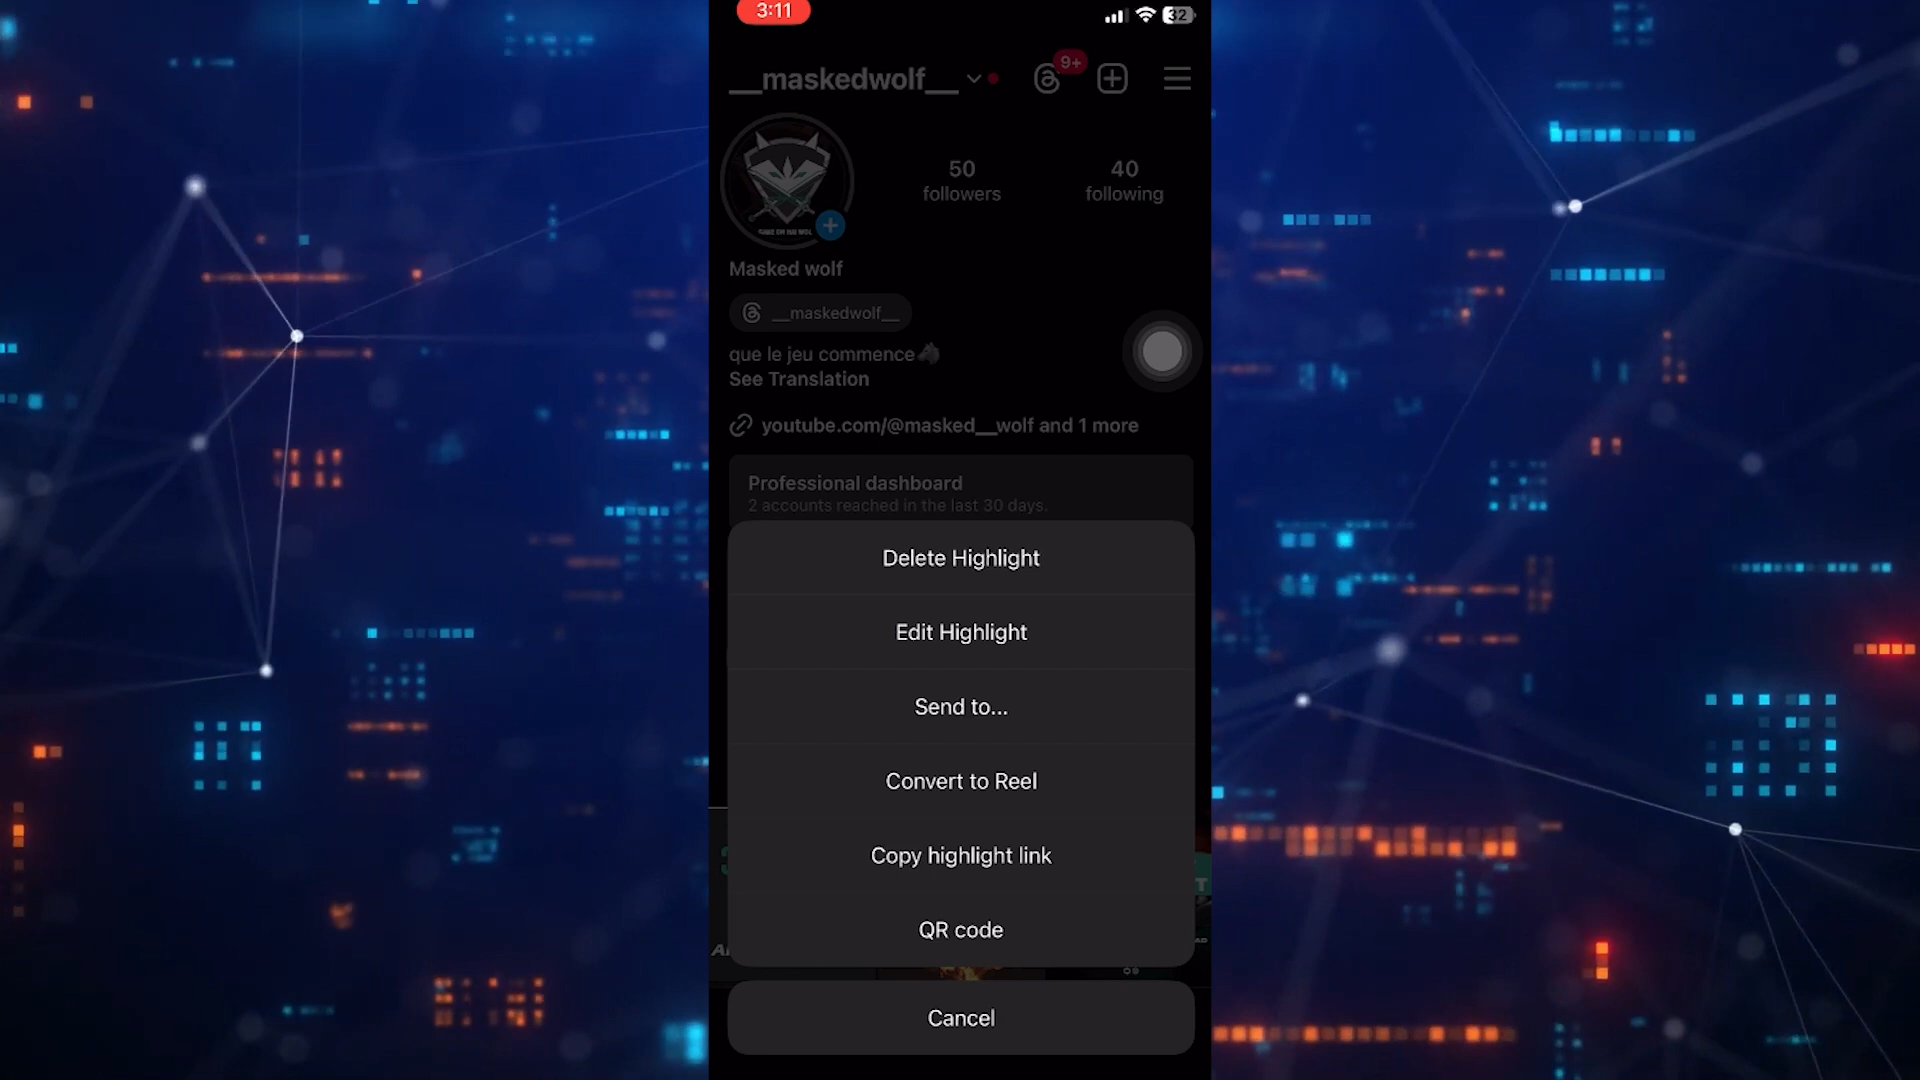 3:11
32
__maskedwolf__
9+
50
followers
40
following
Masked wolf
__maskedwolf__
que le jeu commence
See Translation
youtube.com/@masked__wolf and 1 more
Professional dashboard
2 accounts reached in the last 30 days.
Delete Highlight
Edit Highlight
Send to...
Convert to Reel
Copy highlight link
QR code
Cancel